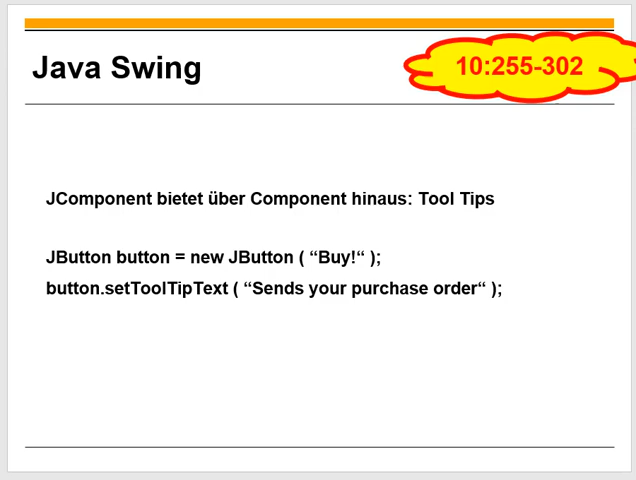 Java Swing
10:255-302
JComponent bietet über Component hinaus: Tool Tips
JButton button = new JButton ( “Buy!“ );
button.setToolTipText ( “Sends your purchase order“ );